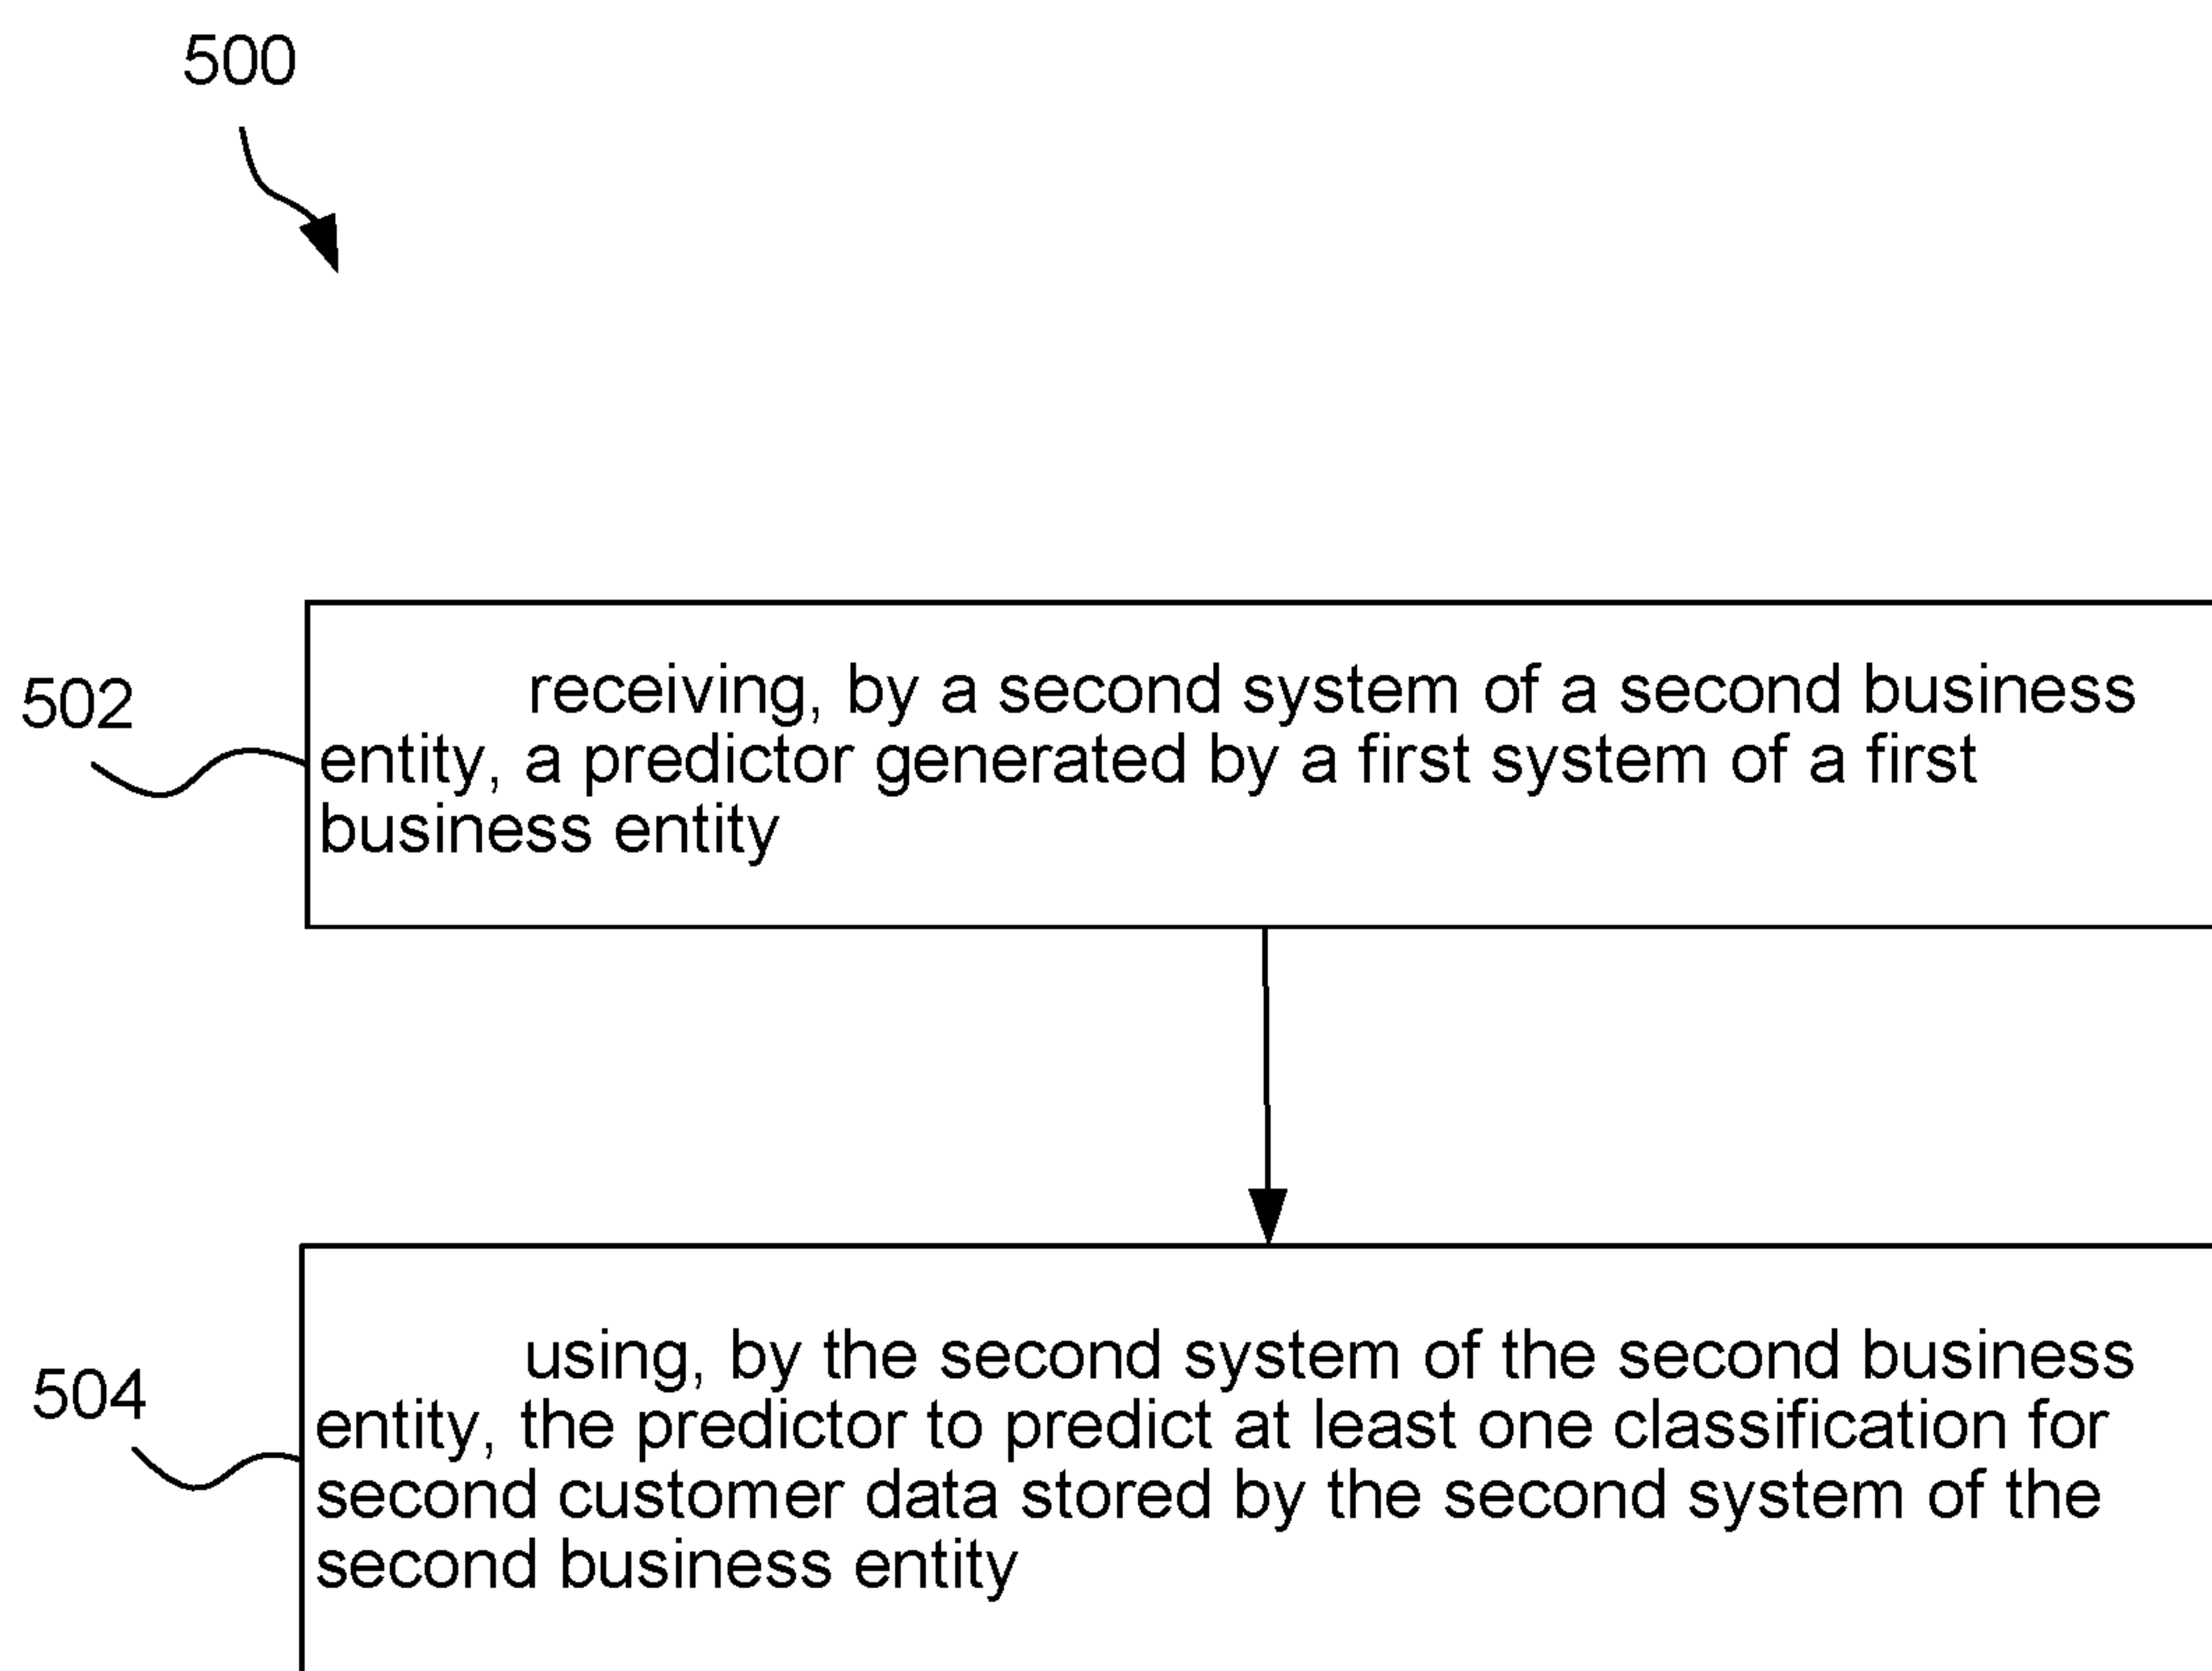 500
502
receiving, by a second system of a second business
entity, a predictor generated by a first system of a first
business entity
504
using, by the second system of the second business
entity, the predictor to predict at least one classification for
second customer data stored by the second system of the
second business entity